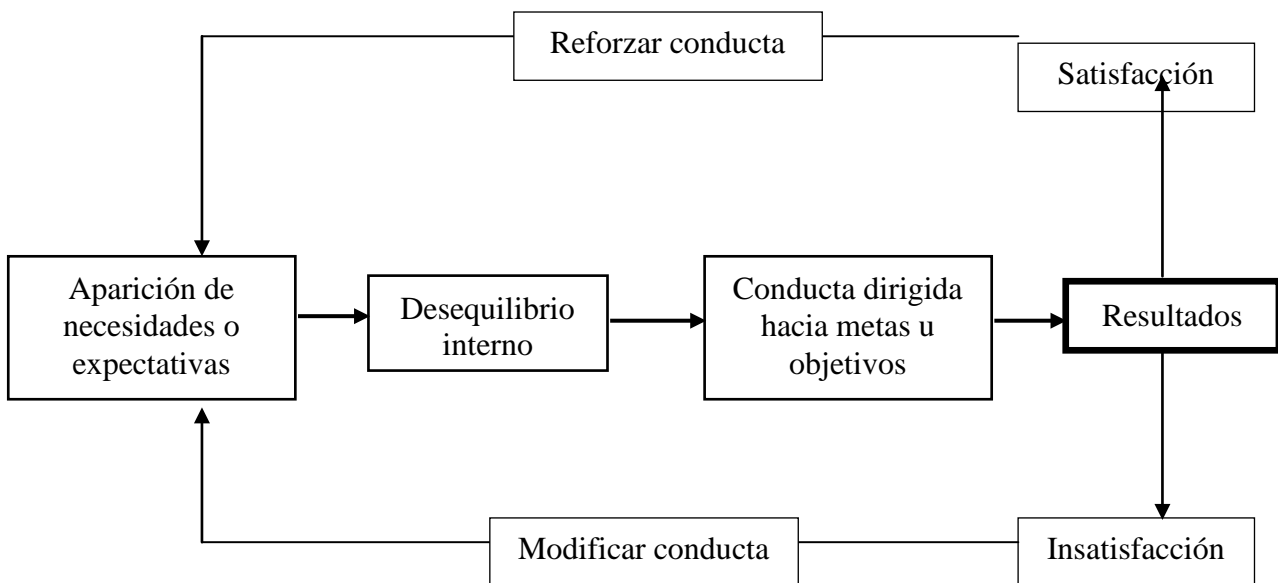 Reforzar conducta
Satisfacción
Aparición de
necesidades o
expectativas
Desequilibrio
interno
Conducta dirigida
hacia metas u
objetivos
Resultados
Modificar conducta
Insatisfacción